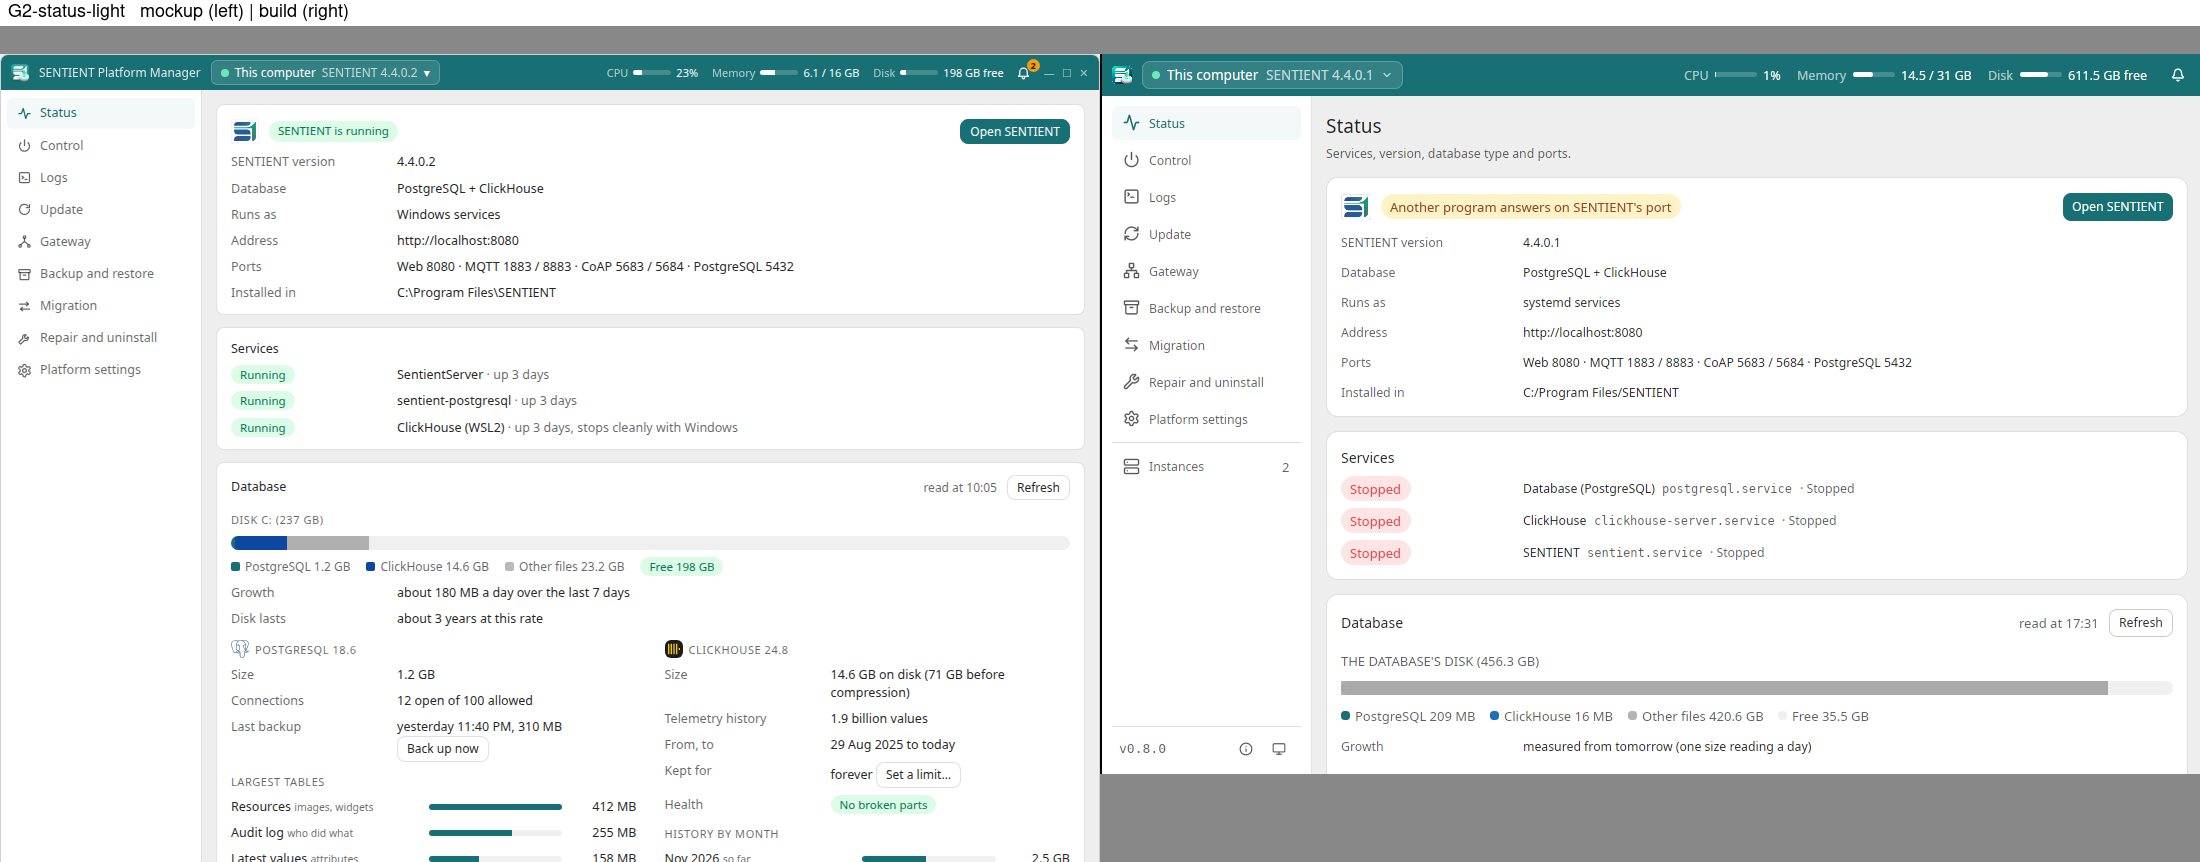 G2-status-light mockup (left) | build (right)
SENTIENT Platform Manager
This computer SENTIENT 4.4.0.2 ▾
CPU 23% Memory 6.1 / 16 GB Disk 198 GB free 2
Status
Control
Logs
Update
Gateway
Backup and restore
Migration
Repair and uninstall
Platform settings
SENTIENT is running Open SENTIENT
SENTIENT version 4.4.0.2
Database PostgreSQL + ClickHouse
Runs as Windows services
Address http://localhost:8080
Ports Web 8080 · MQTT 1883 / 8883 · CoAP 5683 / 5684 · PostgreSQL 5432
Installed in C:\Program Files\SENTIENT
Services
Running SentientServer · up 3 days
Running sentient-postgresql · up 3 days
Running ClickHouse (WSL2) · up 3 days, stops cleanly with Windows
Database read at 10:05 Refresh
DISK C: (237 GB)
PostgreSQL 1.2 GB ClickHouse 14.6 GB Other files 23.2 GB Free 198 GB
Growth about 180 MB a day over the last 7 days
Disk lasts about 3 years at this rate
POSTGRESQL 18.6
Size 1.2 GB
Connections 12 open of 100 allowed
Last backup yesterday 11:40 PM, 310 MB
Back up now
LARGEST TABLES
Resources images, widgets 412 MB
Audit log who did what 255 MB
Latest values attributes 158 MB
CLICKHOUSE 24.8
Size 14.6 GB on disk (71 GB before
compression)
Telemetry history 1.9 billion values
From, to 29 Aug 2025 to today
Kept for forever Set a limit...
Health No broken parts
HISTORY BY MONTH
Nov 2026 so far 2.5 GB
This computer SENTIENT 4.4.0.1
CPU 1% Memory 14.5 / 31 GB Disk 611.5 GB free
Status
Control
Logs
Update
Gateway
Backup and restore
Migration
Repair and uninstall
Platform settings
Instances 2
v0.8.0
Status
Services, version, database type and ports.
Another program answers on SENTIENT's port Open SENTIENT
SENTIENT version 4.4.0.1
Database PostgreSQL + ClickHouse
Runs as systemd services
Address http://localhost:8080
Ports Web 8080 · MQTT 1883 / 8883 · CoAP 5683 / 5684 · PostgreSQL 5432
Installed in C:/Program Files/SENTIENT
Services
Stopped Database (PostgreSQL) postgresql.service · Stopped
Stopped ClickHouse clickhouse-server.service · Stopped
Stopped SENTIENT sentient.service · Stopped
Database read at 17:31 Refresh
THE DATABASE'S DISK (456.3 GB)
PostgreSQL 209 MB ClickHouse 16 MB Other files 420.6 GB Free 35.5 GB
Growth measured from tomorrow (one size reading a day)